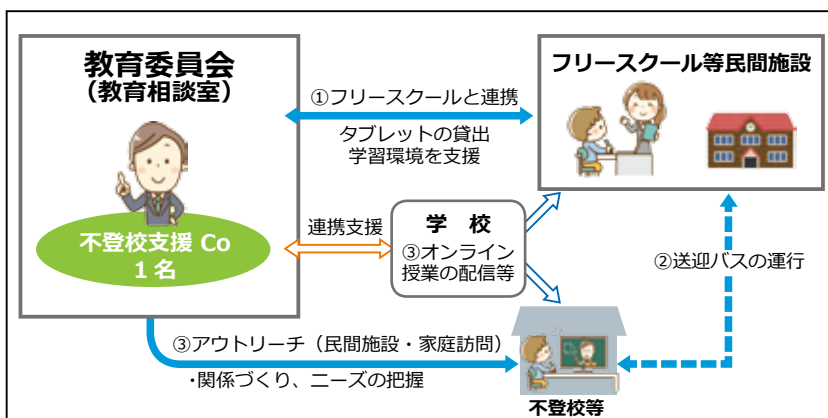 教育委員会
（教育相談室）
不登校支援 Co
1 名
①フリースクールと連携
タブレットの貸出
学習環境を支援
フリースクール等民間施設
連携支援
学　校
③オンライン
授業の配信等
②送迎バスの運行
③アウトリーチ（民間施設・家庭訪問）
・関係づくり、ニーズの把握
不登校等